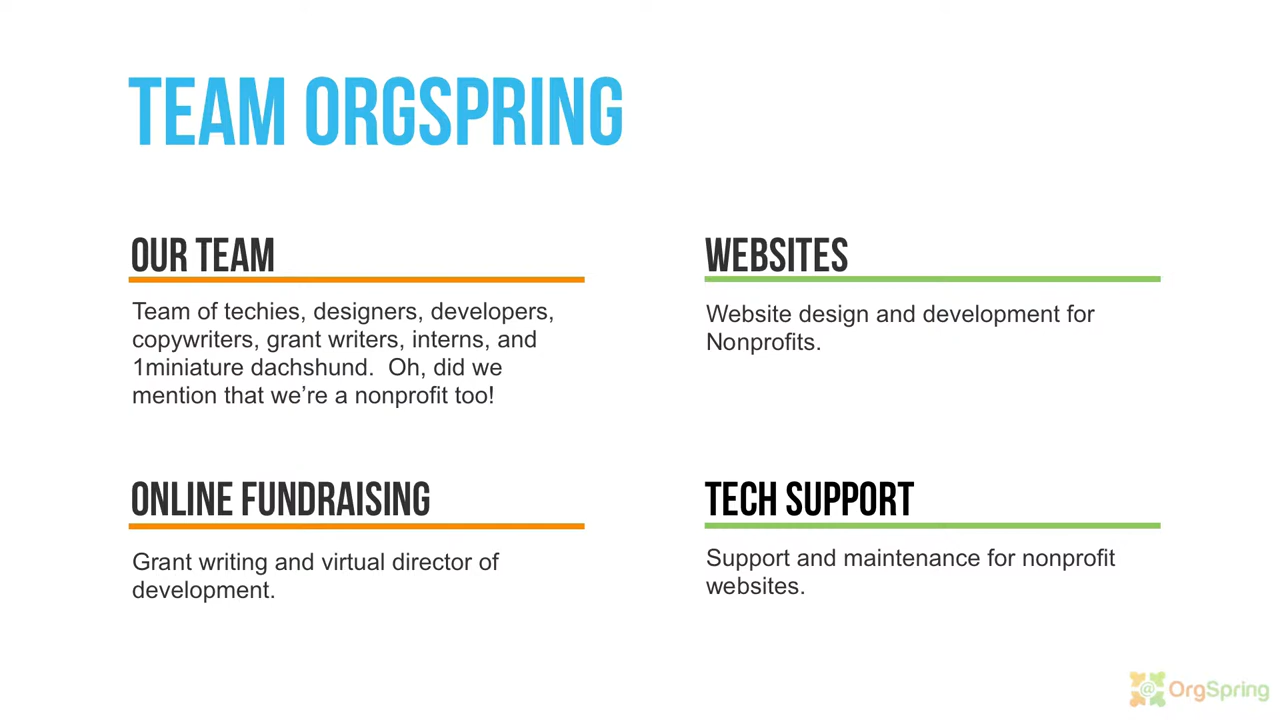 TEAM ORGSPRING
OUR TEAM
Team of techies, designers, developers,
copywriters, grant writers, interns, and
1miniature dachshund.  Oh, did we
mention that we’re a nonprofit too!
WEBSITES
Website design and development for
Nonprofits.
ONLINE FUNDRAISING
Grant writing and virtual director of
development.
TECH SUPPORT
Support and maintenance for nonprofit
websites.
@ OrgSpring